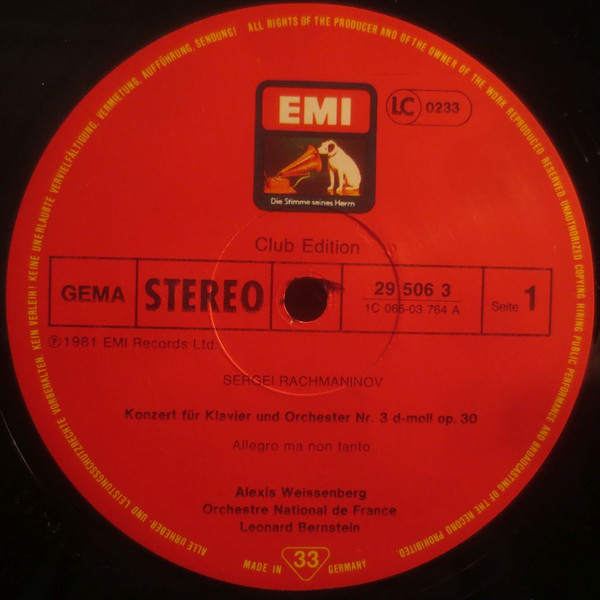 ALLE URHEBER- UND LEISTUNGSSCHUTZRECHTE VORBEHALTEN. KEIN VERLEIH! KEINE UNERLAUBTE VERVIELFÄLTIGUNG, VERMIETUNG, AUFFÜHRUNG, SENDUNG!
ALL RIGHTS OF THE PRODUCER AND OF THE OWNER OF THE WORK REPRODUCED RESERVED UNAUTHORIZED COPYING HIRING PUBLIC PERFORMANCE AND BROADCASTING OF THE RECORD PROHIBITED.
EMI
LC 0233
Die Stimme seines Herrn
Club Edition
GEMA STEREO 29 506 3 Seite 1
1C 065-03 764 A
℗ 1981 EMI Records Ltd.
SERGEI RACHMANINOV
Konzert für Klavier und Orchester Nr. 3 d-moll op. 30
Allegro ma non tanto
Alexis Weissenberg
Orchestre National de France
Leonard Bernstein
MADE IN 33 GERMANY